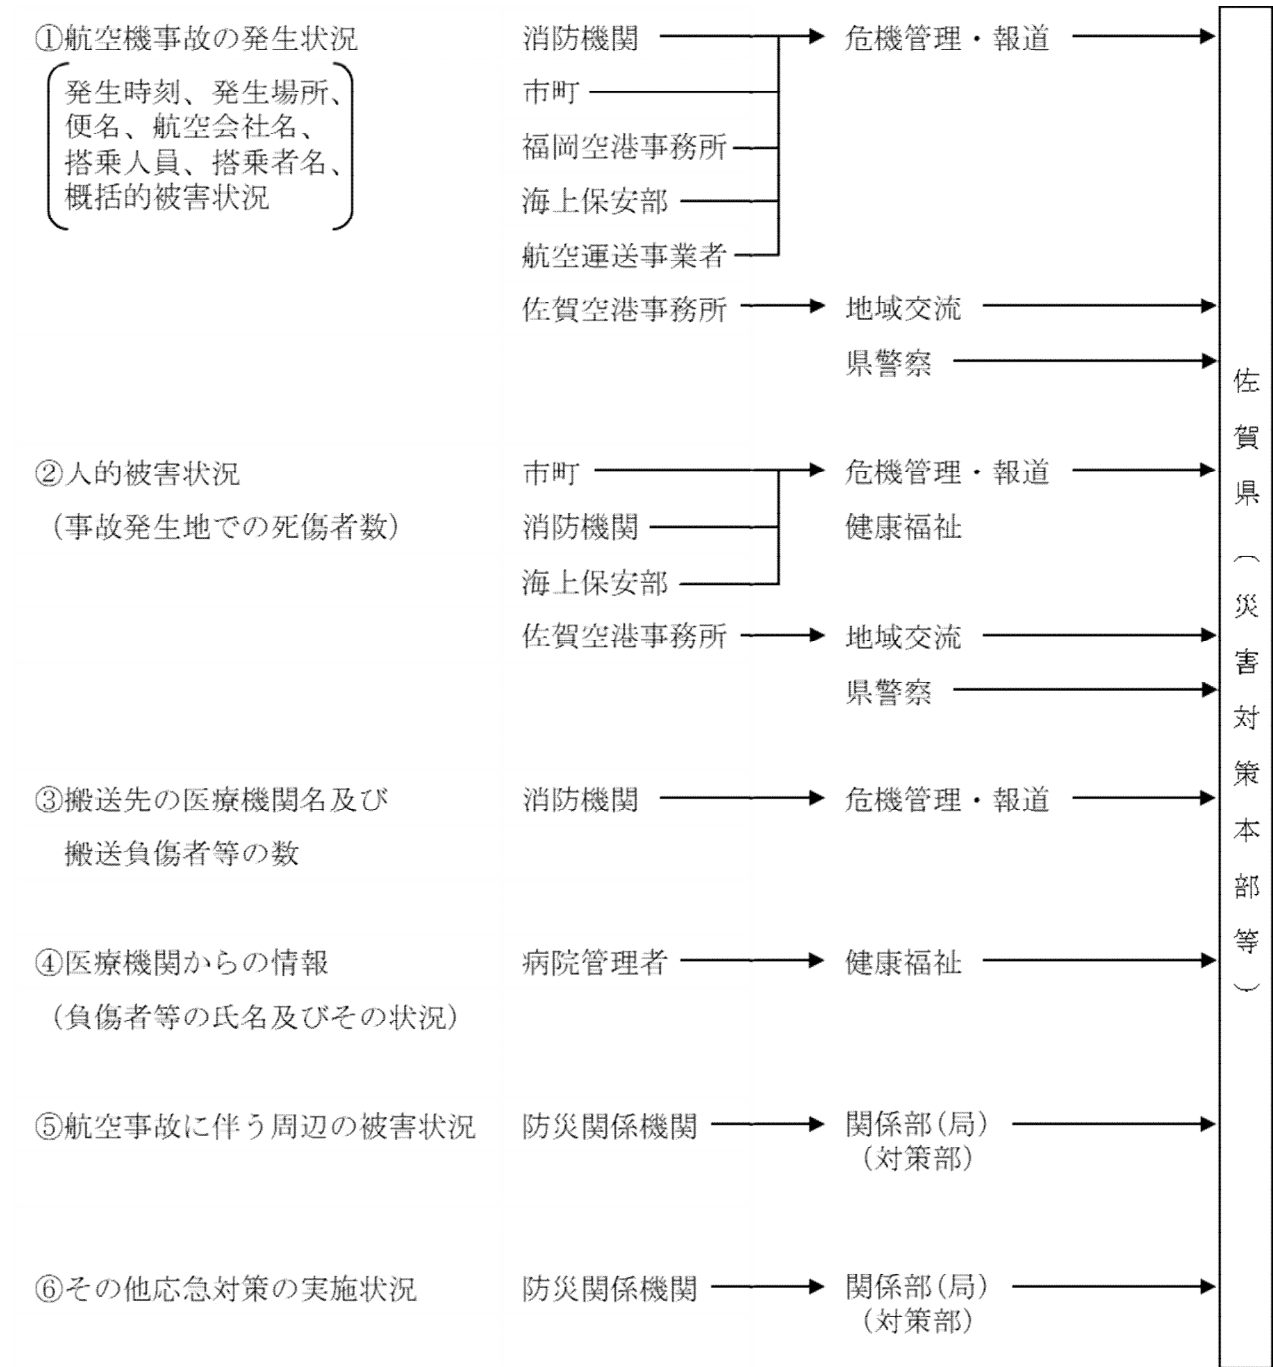 ①航空機事故の発生状況
発生時刻、発生場所、
便名、航空会社名、
搭乗人員、搭乗者名、
概括的被害状況
消防機関
市町
福岡空港事務所
海上保安部
航空運送事業者
佐賀空港事務所
危機管理・報道
地域交流
県警察
②人的被害状況
（事故発生地での死傷者数）
市町
消防機関
海上保安部
佐賀空港事務所
危機管理・報道
健康福祉
地域交流
県警察
③搬送先の医療機関名及び
搬送負傷者等の数
消防機関
危機管理・報道
④医療機関からの情報
（負傷者等の氏名及びその状況）
病院管理者
健康福祉
⑤航空事故に伴う周辺の被害状況
防災関係機関
関係部(局)
（対策部）
⑥その他応急対策の実施状況
防災関係機関
関係部(局)
（対策部）
佐賀県（災害対策本部等）